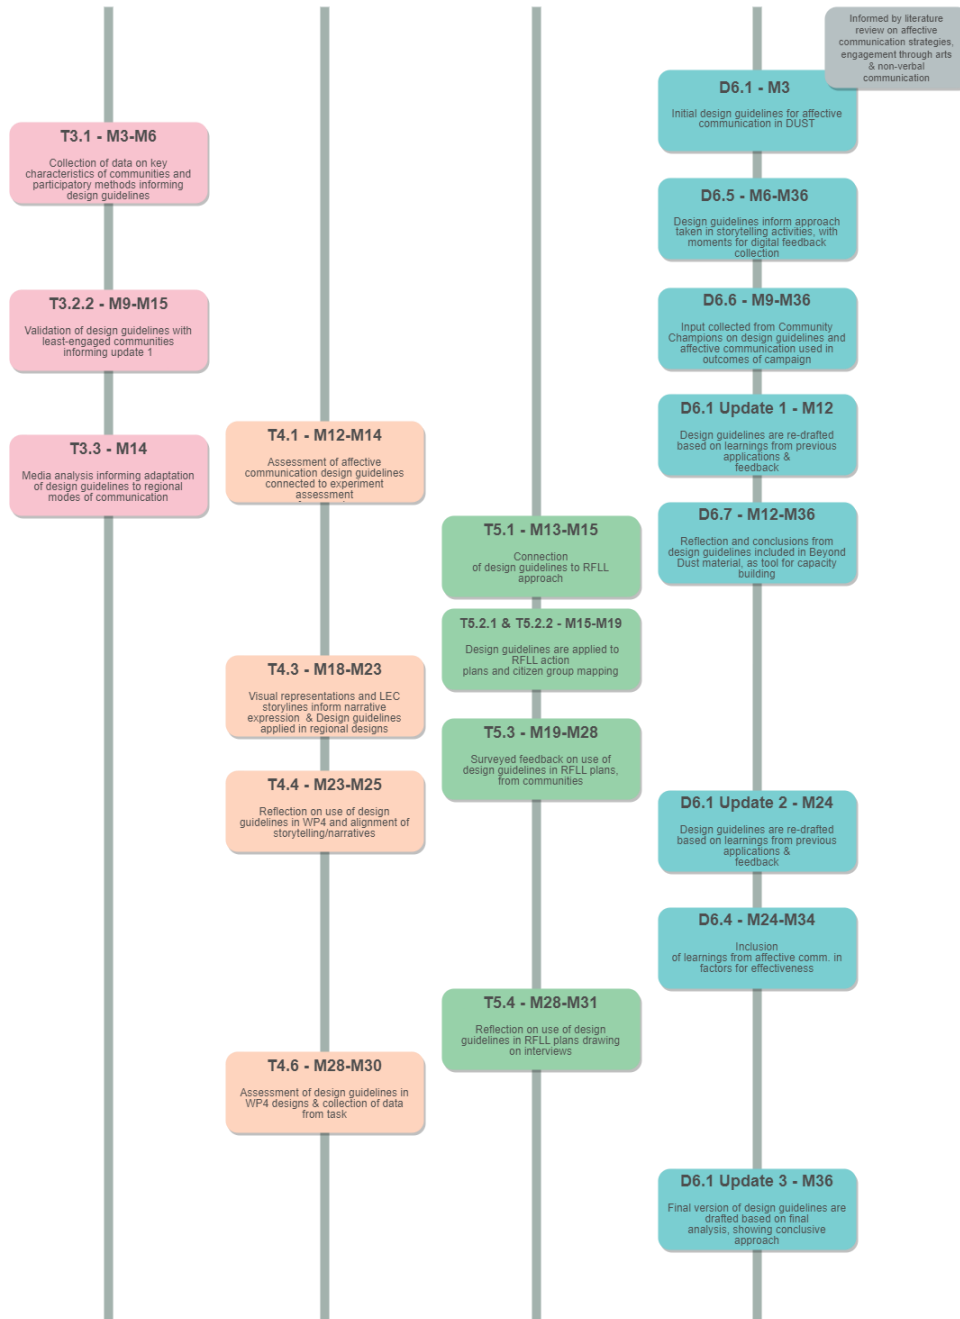 Informed by literature
review on affective
communication strategies,
engagement through arts
& non-verbal
communication
D6.1 - M3
Initial design guidelines for affective
communication in DUST
T3.1 - M3-M6
Collection of data on key
characteristics of communities and
participatory methods informing
design guidelines
D6.5 - M6-M36
Design guidelines inform approach
taken in storytelling activities, with
moments for digital feedback
collection
T3.2.2 - M9-M15
Validation of design guidelines with
least-engaged communities
informing update 1
D6.6 - M9-M36
Input collected from Community
Champions on design guidelines and
affective communication used in
outcomes of campaign
D6.1 Update 1 - M12
Design guidelines are re-drafted
based on learnings from previous
applications &
feedback
T3.3 - M14
Media analysis informing adaptation
of design guidelines to regional
modes of communication
T4.1 - M12-M14
Assessment of affective
communication design guidelines
connected to experiment
assessment
D6.7 - M12-M36
Reflection and conclusions from
design guidelines included in Beyond
Dust material, as tool for capacity
building
T5.1 - M13-M15
Connection
of design guidelines to RFLL
approach
T5.2.1 & T5.2.2 - M15-M19
Design guidelines are applied to
RFLL action
plans and citizen group mapping
T4.3 - M18-M23
Visual representations and LEC
storylines inform narrative
expression & Design guidelines
applied in regional designs
T5.3 - M19-M28
Surveyed feedback on use of
design guidelines in RFLL plans,
from communities
T4.4 - M23-M25
Reflection on use of design
guidelines in WP4 and alignment of
storytelling/narratives
D6.1 Update 2 - M24
Design guidelines are re-drafted
based on learnings from previous
applications &
feedback
D6.4 - M24-M34
Inclusion
of learnings from affective comm. in
factors for effectiveness
T5.4 - M28-M31
Reflection on use of design
guidelines in RFLL plans drawing
on interviews
T4.6 - M28-M30
Assessment of design guidelines in
WP4 designs & collection of data
from task
D6.1 Update 3 - M36
Final version of design guidelines are
drafted based on final
analysis, showing conclusive
approach